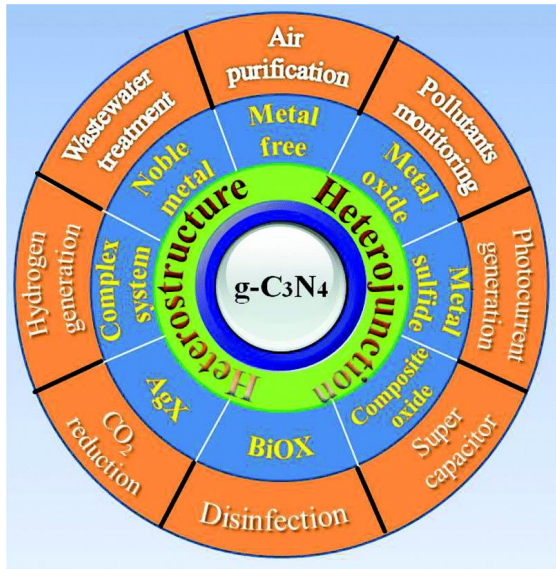 Air
purification
Pollutants
monitoring
Photocurrent
generation
Super
capacitor
Disinfection
CO₂
reduction
Hydrogen
generation
Wastewater
treatment
Metal
free
Metal
oxide
Metal
sulfide
Composite
oxide
BiOX
AgX
Complex
system
Noble
metal
Heterostructure
Heterojunction
g-C₃N₄